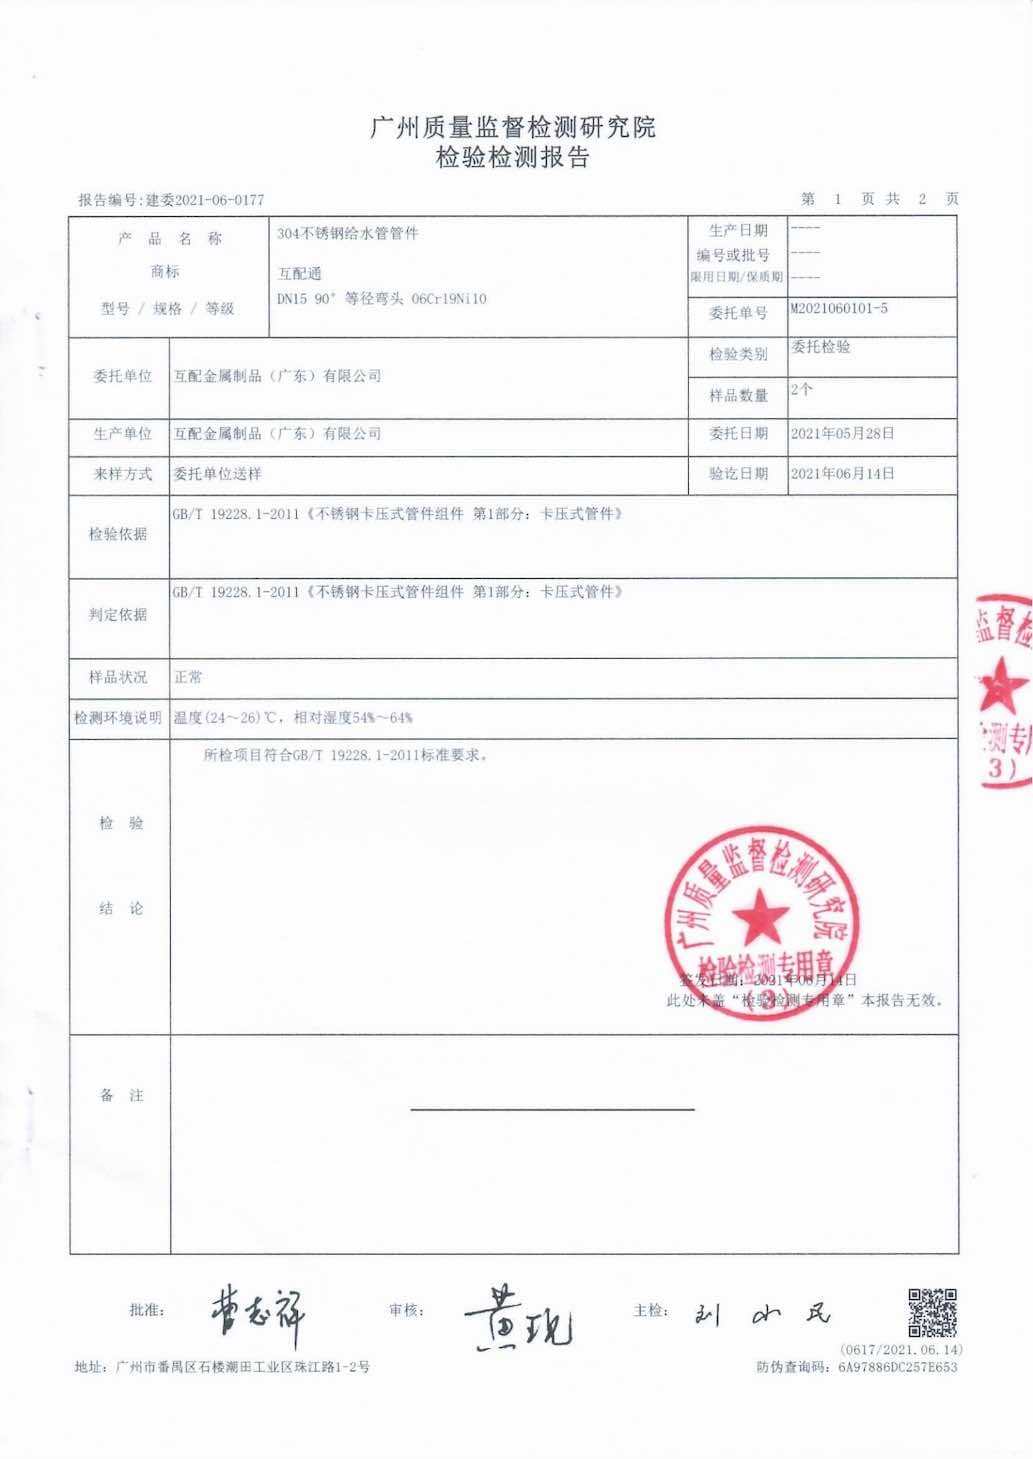 广州质量监督检测研究院
检验检测报告
报告编号:建委2021-06-0177
第 1 页 共 2 页
产品名称
304不锈钢给水管管件
生产日期
----
商标
互配通
编号或批号
----
限用日期/保质期
----
型号 / 规格 / 等级
DN15 90°等径弯头 06Cr19Ni10
委托单号
M2021060101-5
委托单位
互配金属制品（广东）有限公司
检验类别
委托检验
样品数量
2个
生产单位
互配金属制品（广东）有限公司
委托日期
2021年05月28日
来样方式
委托单位送样
验讫日期
2021年06月14日
检验依据
GB/T 19228.1-2011《不锈钢卡压式管件组件 第1部分：卡压式管件》
判定依据
GB/T 19228.1-2011《不锈钢卡压式管件组件 第1部分：卡压式管件》
样品状况
正常
检测环境说明
温度(24～26)℃，相对湿度54%～64%
检验
结论
所检项目符合GB/T 19228.1-2011标准要求。
广州质量监督检测研究院
检验检测专用章
(3)
签发日期：2021年06月14日
此处未盖“检验检测专用章”本报告无效。
监督检
测专用
3)
备注
批准：
曹志祥
审核：
黄现
主检：
刘小民
(0617/2021.06.14)
地址：广州市番禺区石楼潮田工业区珠江路1-2号
防伪查询码：6A97886DC257E653